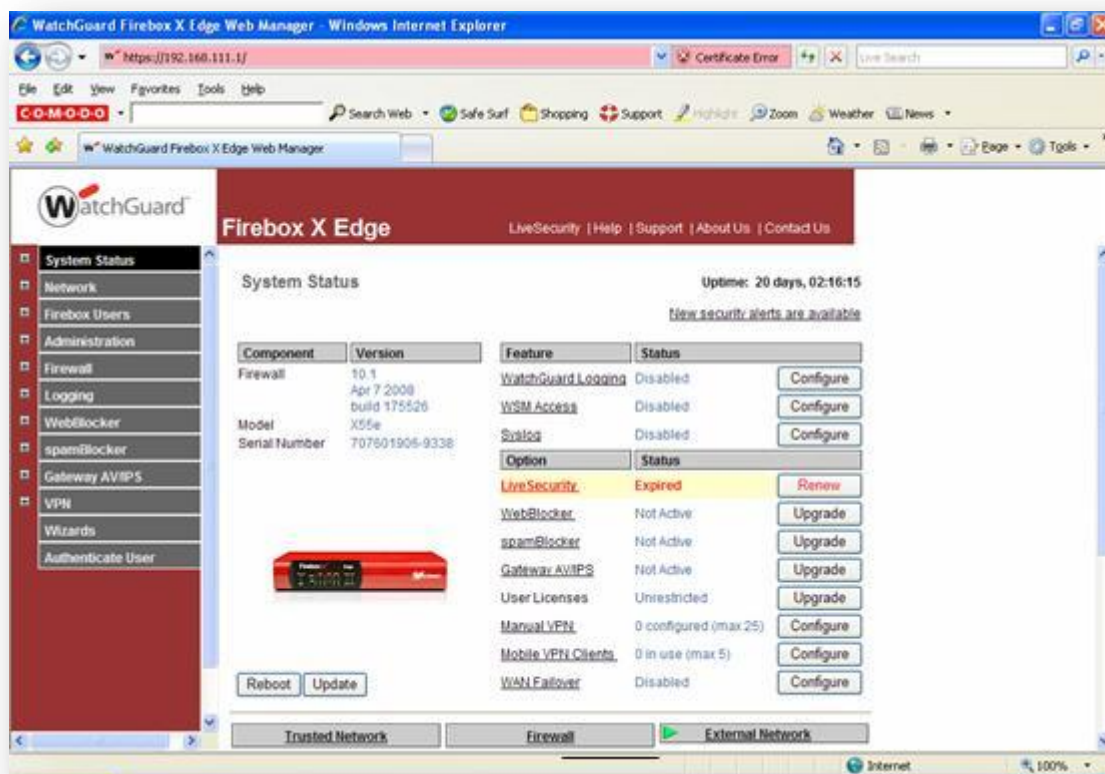 WatchGuard Firebox X Edge Web Manager - Windows Internet Explorer
https://192.168.111.1/ Certificate Error Live Search
File Edit View Favorites Tools Help
COMODO Search Web Safe Surf Shopping Support Highlight Zoom Weather News
WatchGuard Firebox X Edge Web Manager Page Tools
WatchGuard
Firebox X Edge LiveSecurity | Help | Support | About Us | Contact Us
System Status
Network
Firebox Users
Administration
Firewall
Logging
WebBlocker
spamBlocker
Gateway AV/IPS
VPN
Wizards
Authenticate User
System Status Uptime: 20 days, 02:16:15
New security alerts are available
Component Version
Firewall 10.1
Apr 7 2008
build 175526
Model X55e
Serial Number 707601906-9338
Reboot Update
Feature Status
WatchGuard Logging Disabled Configure
WSM Access Disabled Configure
Syslog Disabled Configure
Option Status
LiveSecurity Expired Renew
WebBlocker Not Active Upgrade
spamBlocker Not Active Upgrade
Gateway AV/IPS Not Active Upgrade
User Licenses Unrestricted Upgrade
Manual VPN 0 configured (max 25) Configure
Mobile VPN Clients 0 in use (max 5) Configure
WAN Failover Disabled Configure
Trusted Network Firewall External Network
Internet 100%